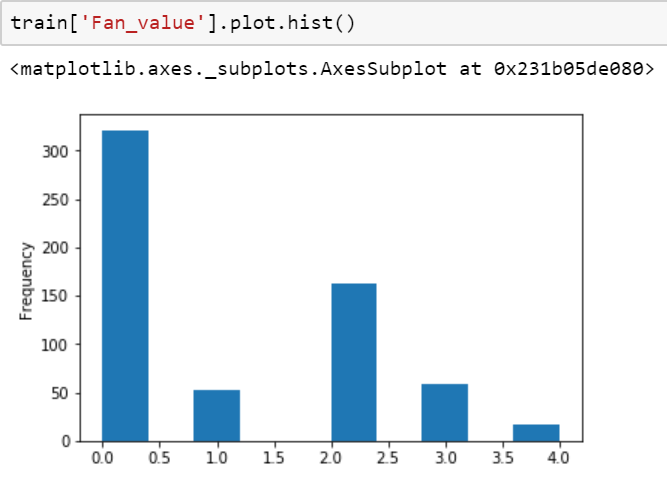 train['Fan_value'].plot.hist()
<matplotlib.axes._subplots.AxesSubplot at 0x231b05de080>
300
250
200
150
100
50
0
Frequency
0.0 0.5 1.0 1.5 2.0 2.5 3.0 3.5 4.0